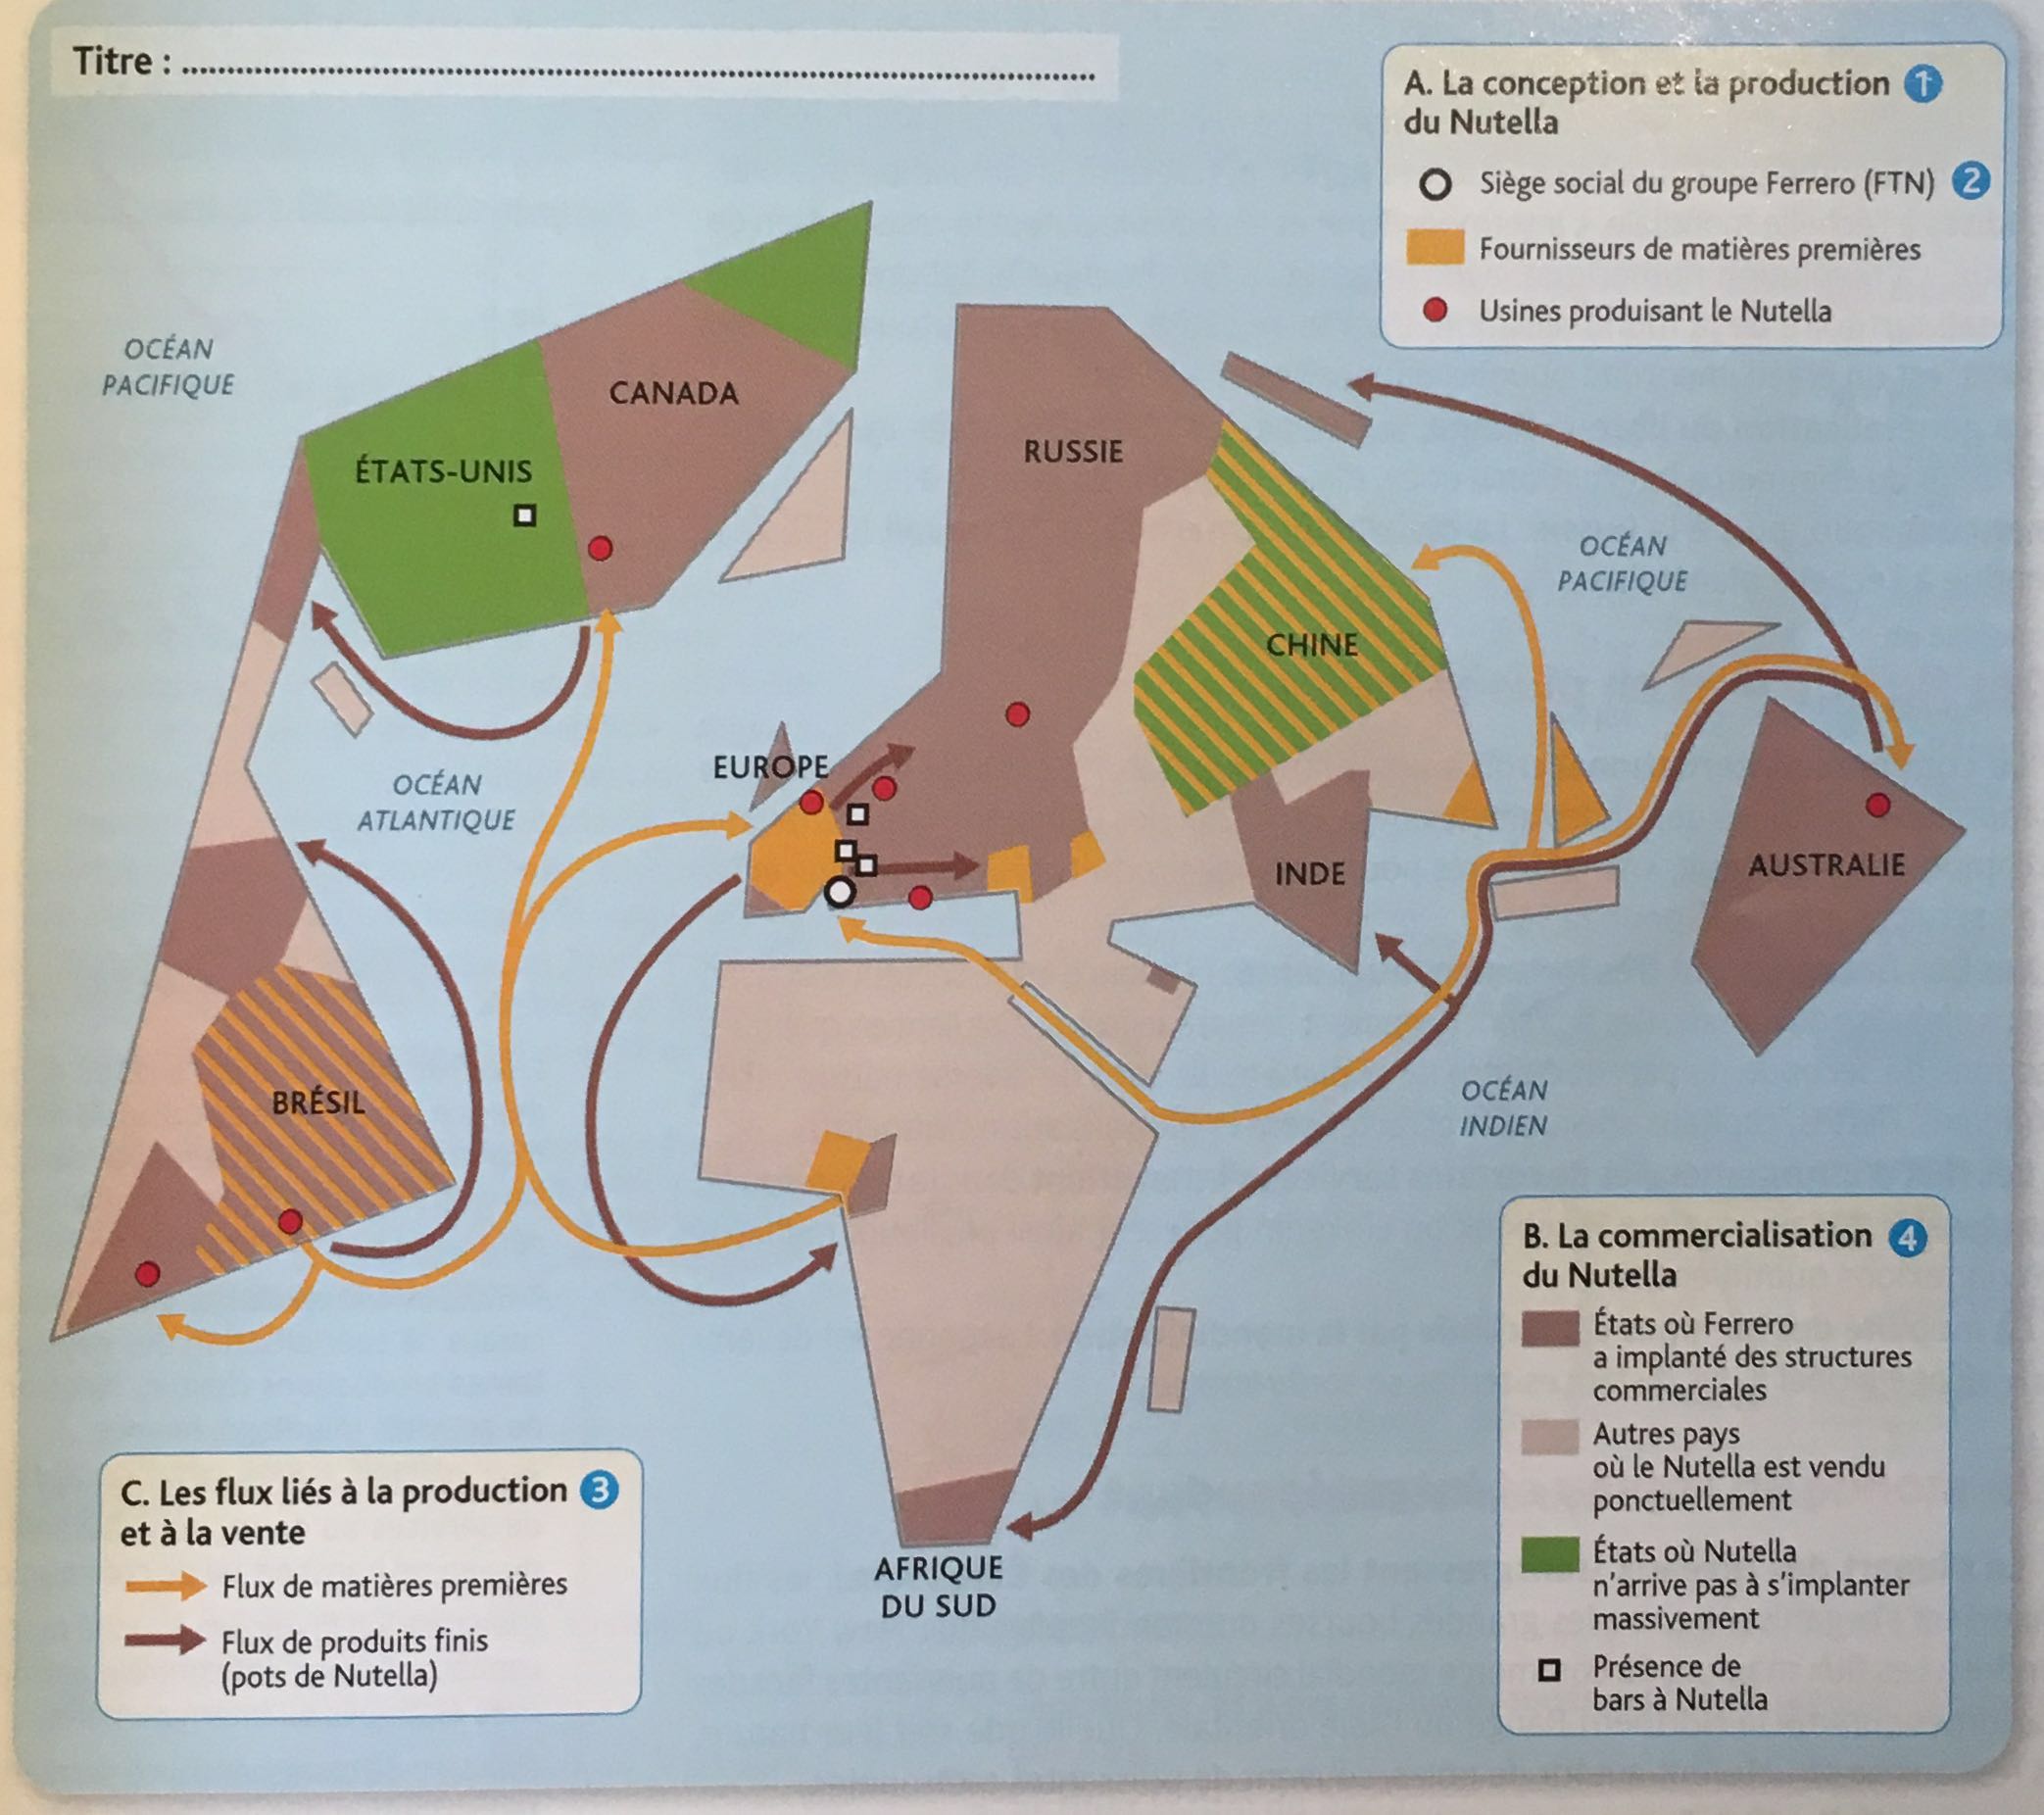 Titre : ..........................................................................................
A. La conception et la production 1
du Nutella
Siège social du groupe Ferrero (FTN) 2
Fournisseurs de matières premières
Usines produisant le Nutella
OCÉAN
PACIFIQUE
CANADA
ÉTATS-UNIS
RUSSIE
OCÉAN
PACIFIQUE
CHINE
EUROPE
OCÉAN
ATLANTIQUE
INDE
AUSTRALIE
BRÉSIL
OCÉAN
INDIEN
AFRIQUE
DU SUD
B. La commercialisation 4
du Nutella
États où Ferrero
a implanté des structures
commerciales
Autres pays
où le Nutella est vendu
ponctuellement
États où Nutella
n'arrive pas à s'implanter
massivement
Présence de
bars à Nutella
C. Les flux liés à la production 3
et à la vente
Flux de matières premières
Flux de produits finis
(pots de Nutella)